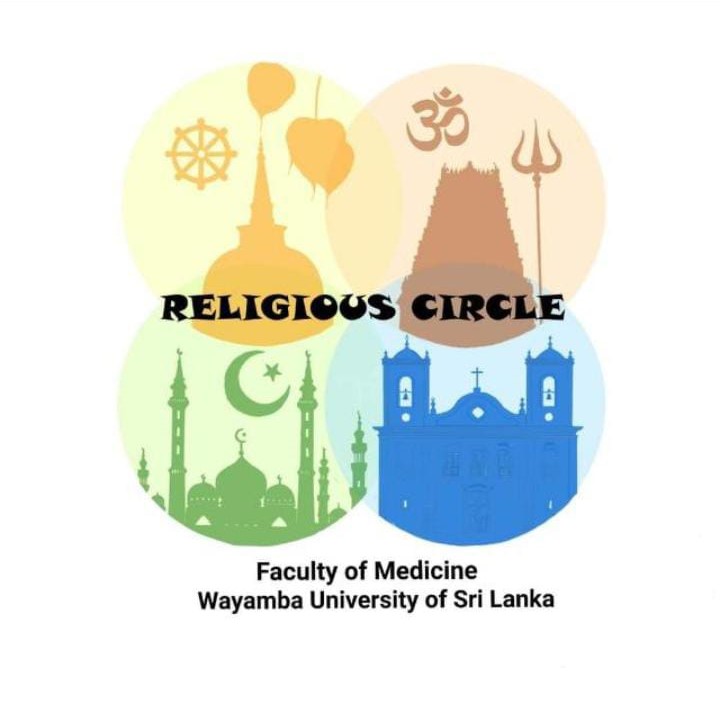 ॐ
RELIGIOUS CIRCLE
Faculty of Medicine
Wayamba University of Sri Lanka